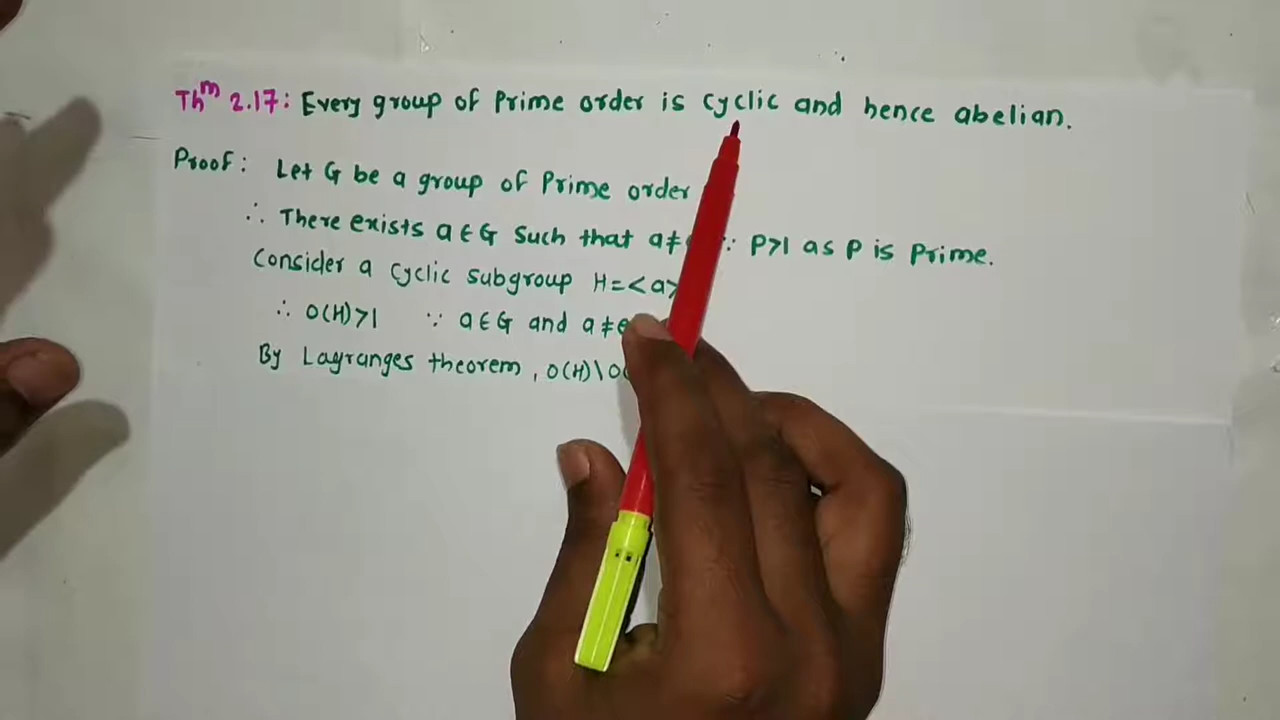 Thm 2.17: Every group of Prime order is cyclic and hence abelian.
Proof: Let G be a group of Prime order
∴ There exists a ∈ G Such that a ≠ ∵ P>1 as P is Prime.
Consider a cyclic subgroup H = <a>
∴ O(H)>1 ∵ a ∈ G and a ≠ e
By Lagranges theorem, O(H)\O